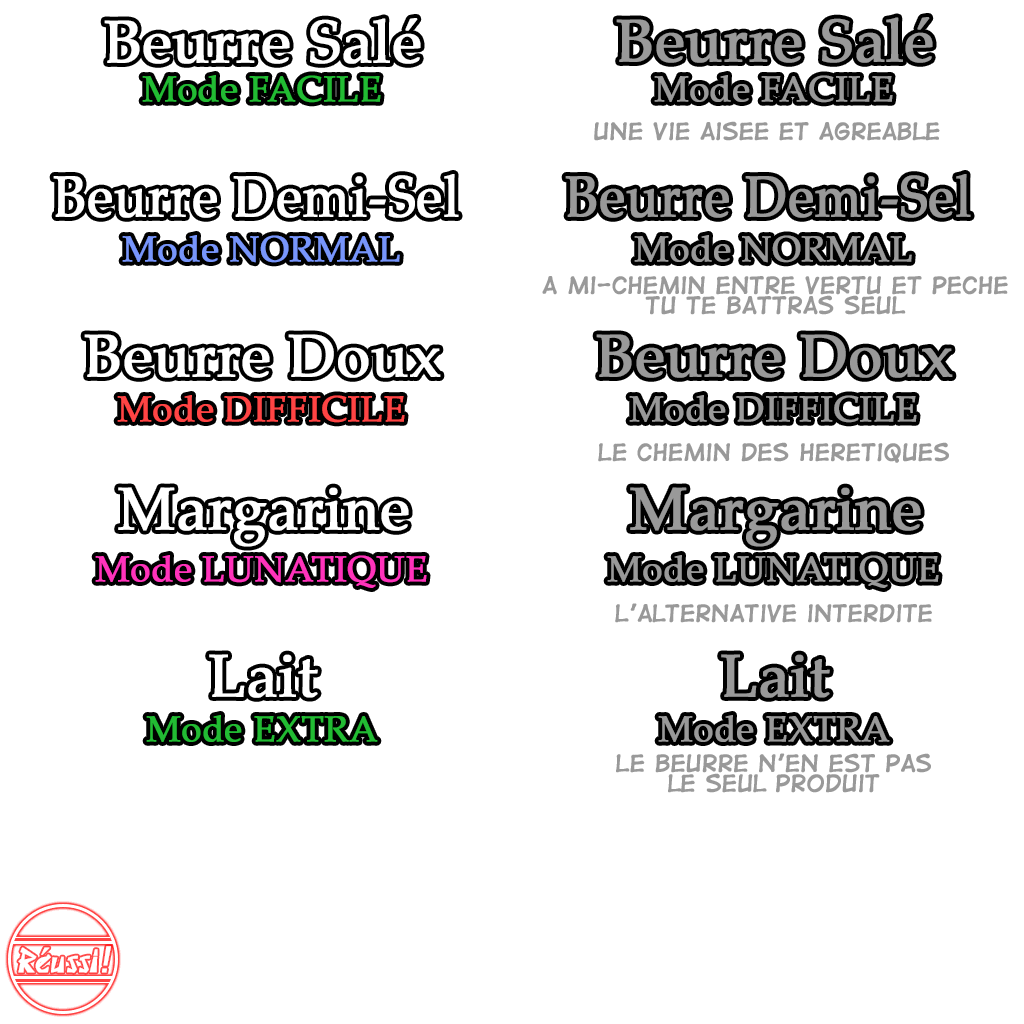 Beurre Salé
Mode FACILE
Beurre Salé
Mode FACILE
UNE VIE AISEE ET AGREABLE
Beurre Demi-Sel
Mode NORMAL
Beurre Demi-Sel
Mode NORMAL
A MI-CHEMIN ENTRE VERTU ET PECHE
TU TE BATTRAS SEUL
Beurre Doux
Mode DIFFICILE
Beurre Doux
Mode DIFFICILE
LE CHEMIN DES HERETIQUES
Margarine
Mode LUNATIQUE
Margarine
Mode LUNATIQUE
L'ALTERNATIVE INTERDITE
Lait
Mode EXTRA
Lait
Mode EXTRA
LE BEURRE N'EN EST PAS
LE SEUL PRODUIT
Réussi!